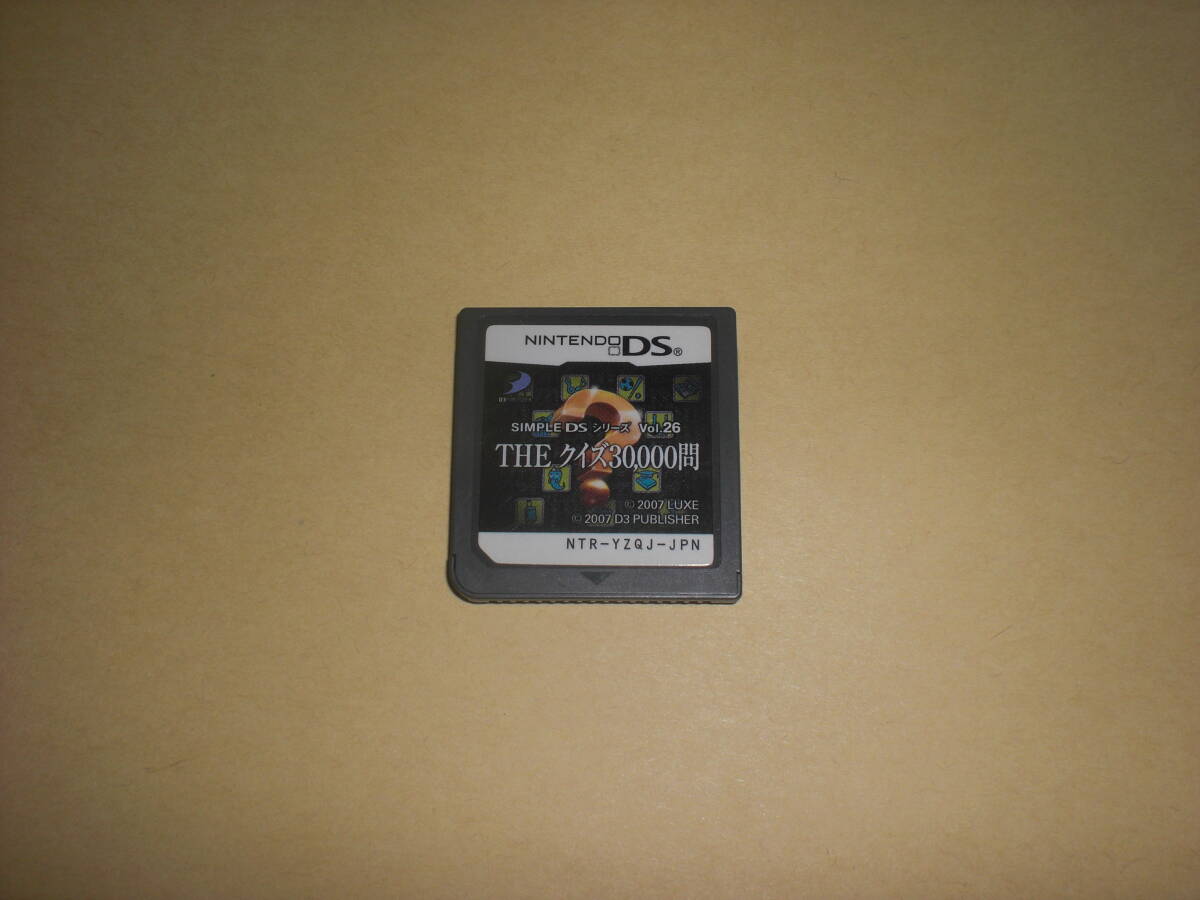 NINTENDO DS®
SIMPLE DS シリーズ Vol.26
THE クイズ30,000問
© 2007 LUXE
© 2007 D3 PUBLISHER
NTR-YZQJ-JPN